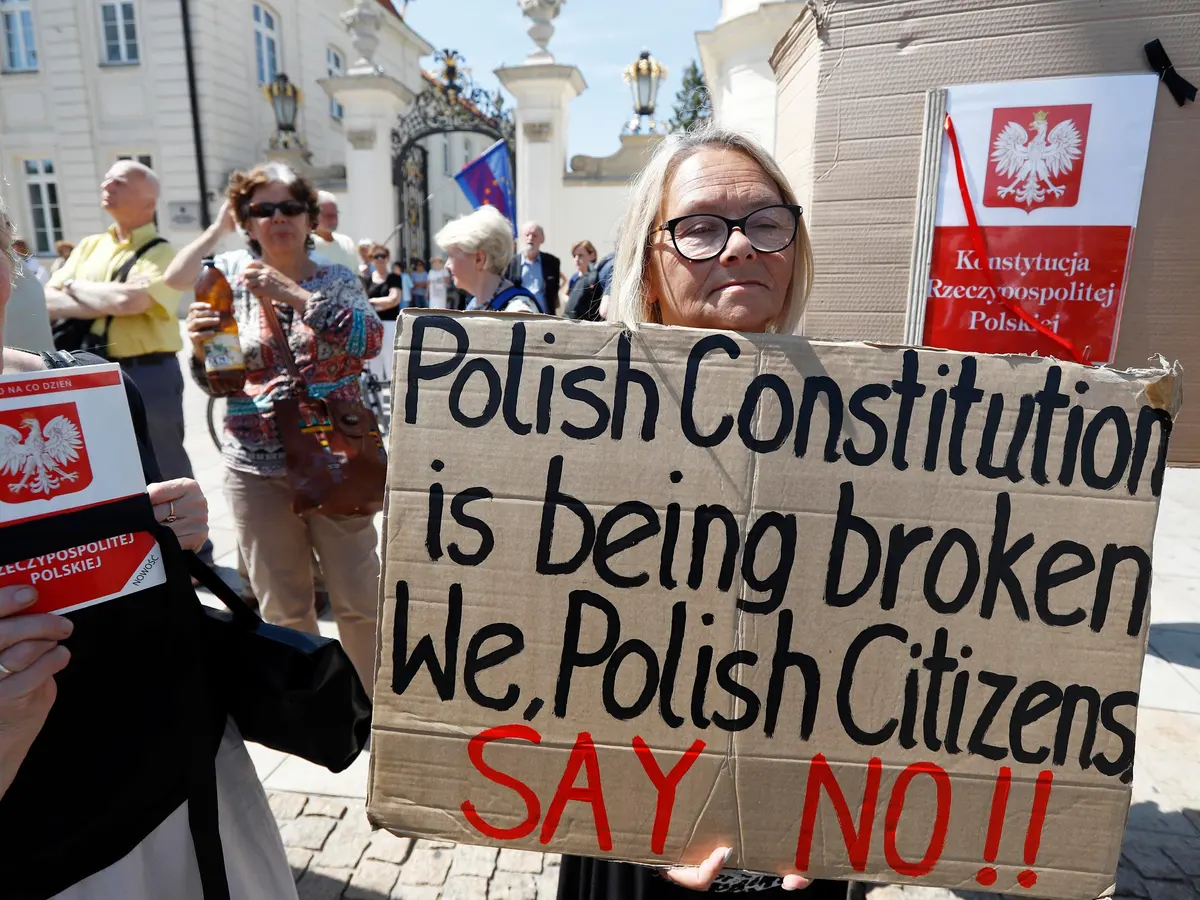 Polish Constitution
is being broken
We, Polish Citizens,
SAY NO!!
Konstytucja
Rzeczypospolitej
Polskiej
NA CO DZIEŃ
RZECZYPOSPOLITEJ
POLSKIEJ
NOWOŚĆ